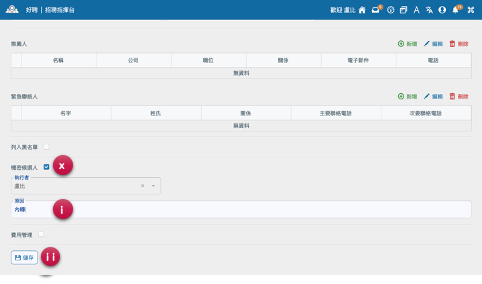 好聘 | 招聘指揮台
歡迎 盧比
推薦人
新增 編輯 刪除
名稱 公司 職位 關係 電子郵件 電話
無資料
緊急聯絡人
新增 編輯 刪除
名字 姓氏 關係 主要聯絡電話 次要聯絡電話
無資料
列入黑名單
機密候選人
x
執行者
盧比
原因
內聘
i
費用管理
儲存
ii